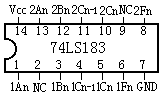 Vcc 2An 2Bn 2Cn-1 2Cn NC 2Fn
14 13 12 11 10 9 8
74LS183
1 2 3 4 5 6 7
1An NC 1Bn 1Cn-1 1Cn 1Fn GND